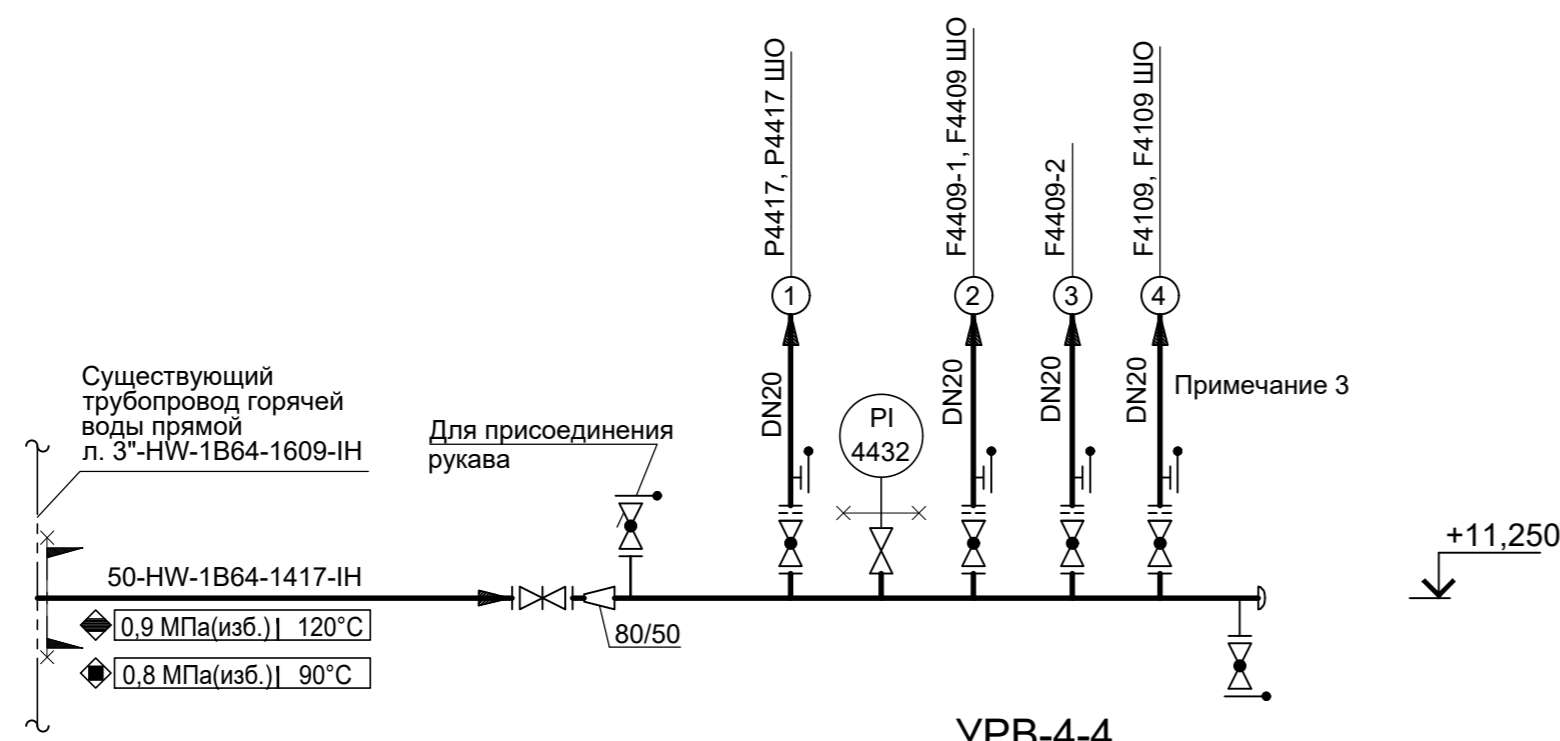 P4417, P4417 ШО
F4409-1, F4409 ШО
F4409-2
F4109, F4109 ШО
1
2
3
4
DN20
DN20
DN20
DN20
Примечание 3
PI
4432
Существующий
трубопровод горячей
воды прямой
л. 3"-HW-1B64-1609-IH
Для присоединения
рукава
+11,250
50-HW-1B64-1417-IH
0,9 МПа(изб.)| 120°C
80/50
0,8 МПа(изб.)| 90°C
УРВ-4-4